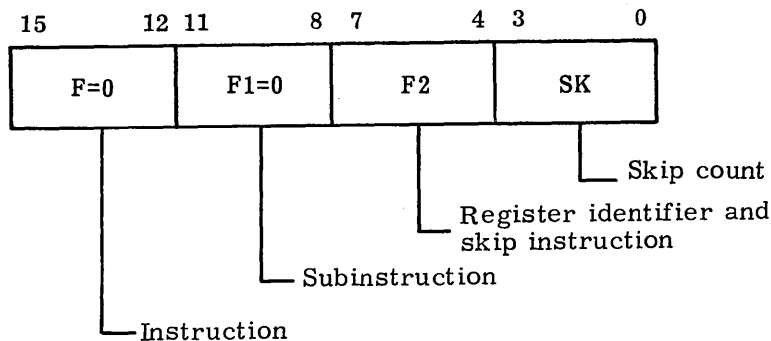 15 12 11 8 7 4 3 0
F=0 F1=0 F2 SK
Skip count
Register identifier and
skip instruction
Subinstruction
Instruction